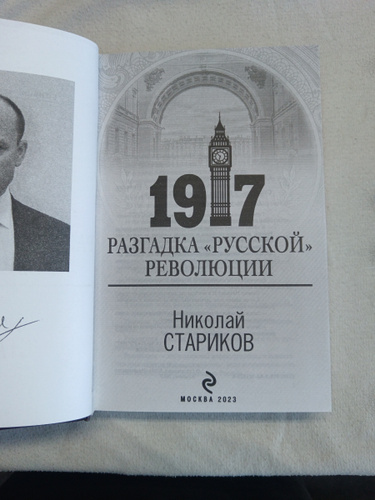 1917
РАЗГАДКА «РУССКОЙ»
РЕВОЛЮЦИИ
Николай
СТАРИКОВ
МОСКВА 2023